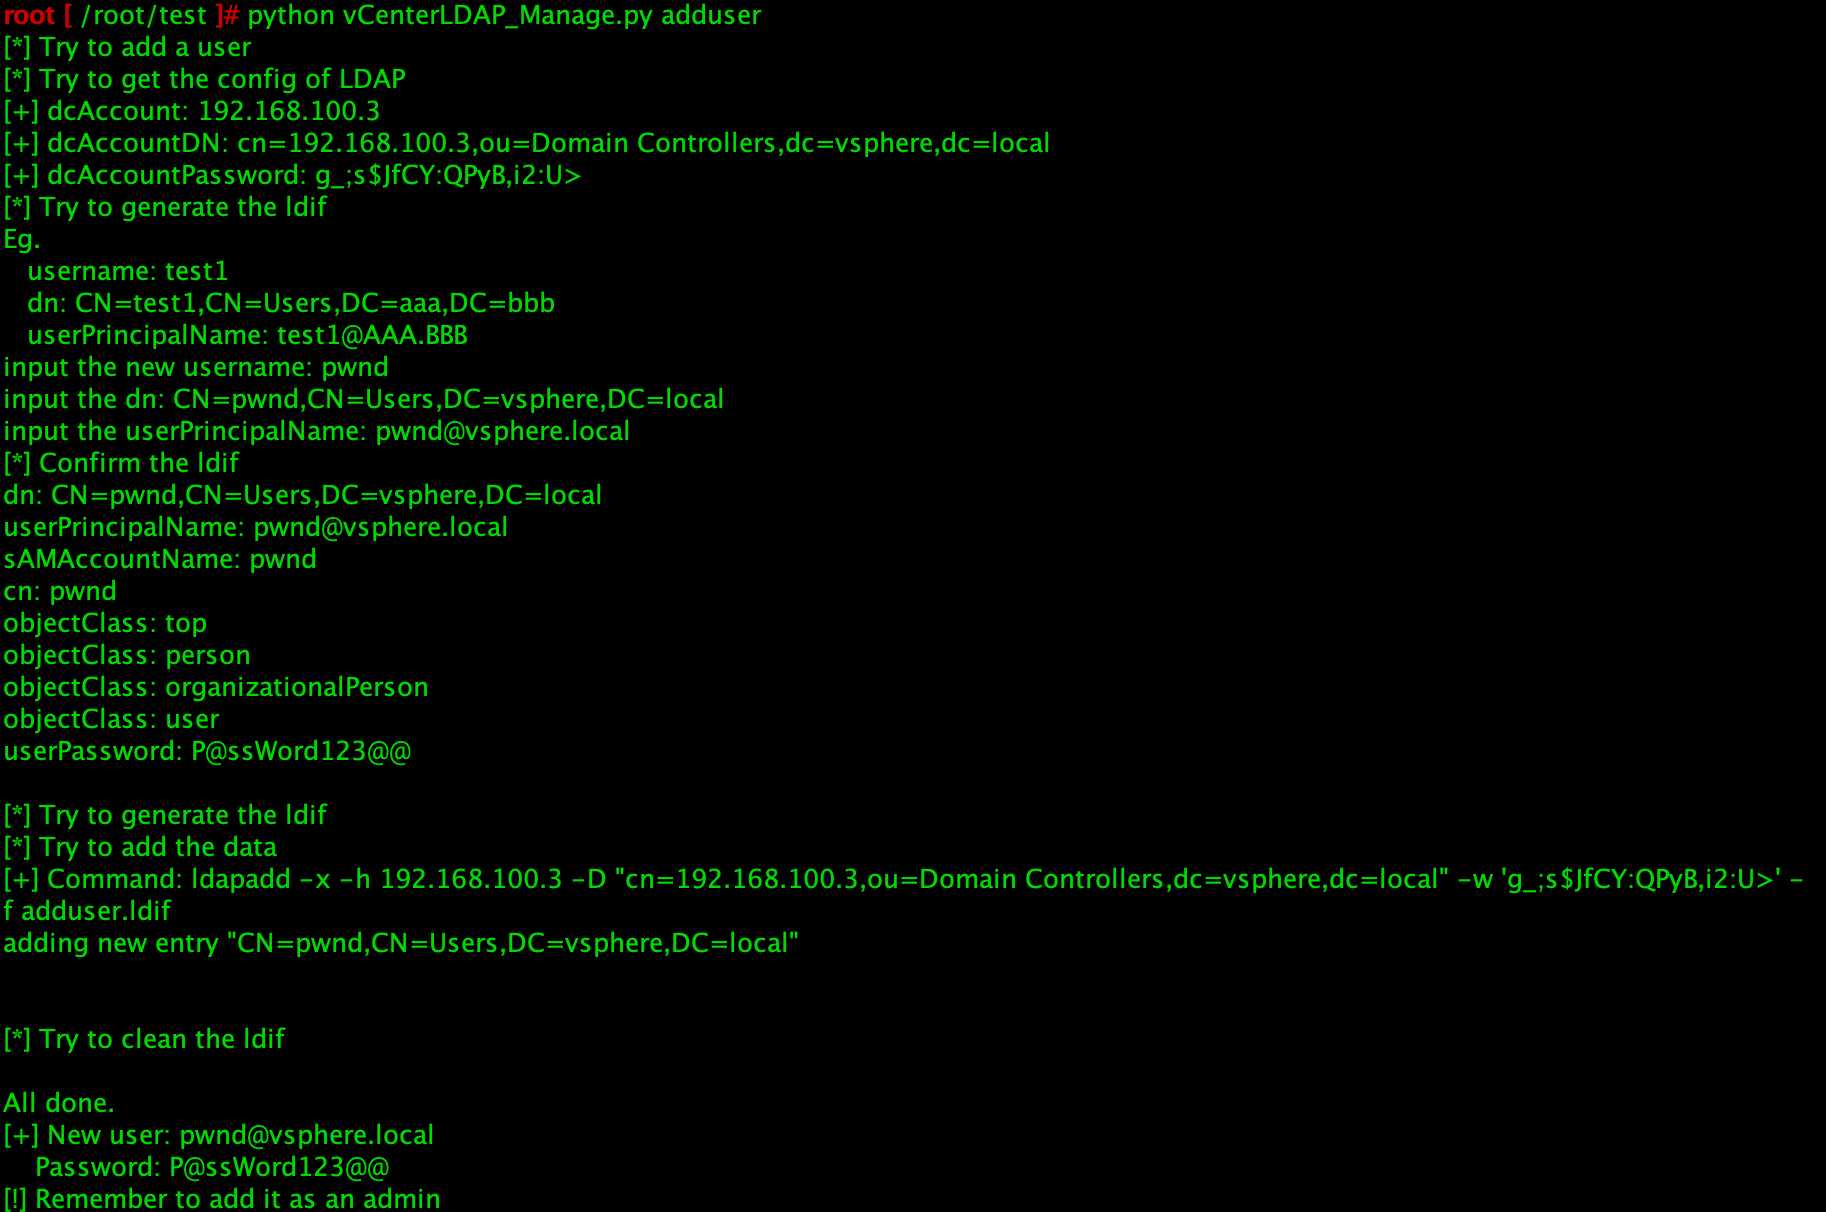 root [ /root/test ]# python vCenterLDAP_Manage.py adduser
[*] Try to add a user
[*] Try to get the config of LDAP
[+] dcAccount: 192.168.100.3
[+] dcAccountDN: cn=192.168.100.3,ou=Domain Controllers,dc=vsphere,dc=local
[+] dcAccountPassword: g_;s$JfCY:QPyB,i2:U>
[*] Try to generate the ldif
Eg.
   username: test1
   dn: CN=test1,CN=Users,DC=aaa,DC=bbb
   userPrincipalName: test1@AAA.BBB
input the new username: pwnd
input the dn: CN=pwnd,CN=Users,DC=vsphere,DC=local
input the userPrincipalName: pwnd@vsphere.local
[*] Confirm the ldif
dn: CN=pwnd,CN=Users,DC=vsphere,DC=local
userPrincipalName: pwnd@vsphere.local
sAMAccountName: pwnd
cn: pwnd
objectClass: top
objectClass: person
objectClass: organizationalPerson
objectClass: user
userPassword: P@ssWord123@@
[*] Try to generate the ldif
[*] Try to add the data
[+] Command: ldapadd -x -h 192.168.100.3 -D "cn=192.168.100.3,ou=Domain Controllers,dc=vsphere,dc=local" -w 'g_;s$JfCY:QPyB,i2:U>' -
f adduser.ldif
adding new entry "CN=pwnd,CN=Users,DC=vsphere,DC=local"
[*] Try to clean the ldif
All done.
[+] New user: pwnd@vsphere.local
    Password: P@ssWord123@@
[!] Remember to add it as an admin